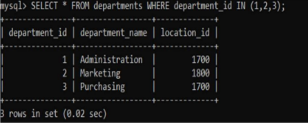 mysql> SELECT * FROM departments WHERE department_id IN (1,2,3);
+---------------+-----------------+-------------+
| department_id | department_name | location_id |
+---------------+-----------------+-------------+
| 1 | Administration | 1700 |
| 2 | Marketing | 1800 |
| 3 | Purchasing | 1700 |
+---------------+-----------------+-------------+
3 rows in set (0.02 sec)